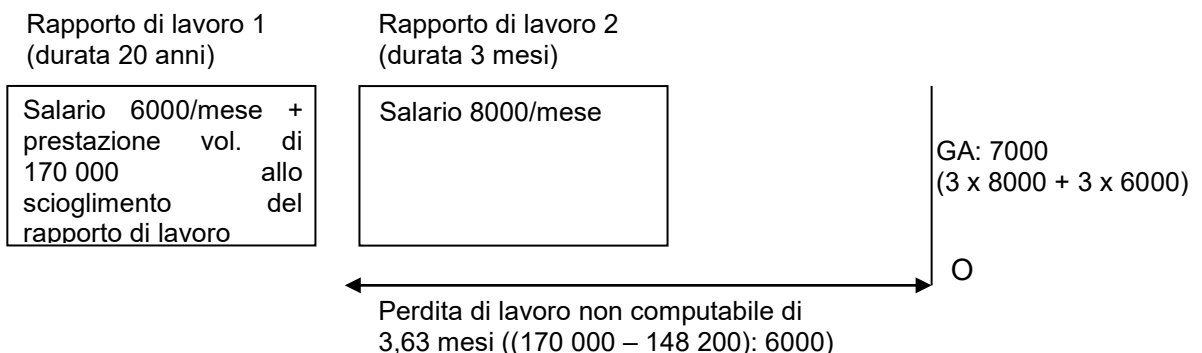 Rapporto di lavoro 1
(durata 20 anni)
Rapporto di lavoro 2
(durata 3 mesi)
Salario 6000/mese +
prestazione vol. di
170 000 allo
scioglimento del
rapporto di lavoro
Salario 8000/mese
GA: 7000
(3 x 8000 + 3 x 6000)
O
Perdita di lavoro non computabile di
3,63 mesi ((170 000 – 148 200): 6000)